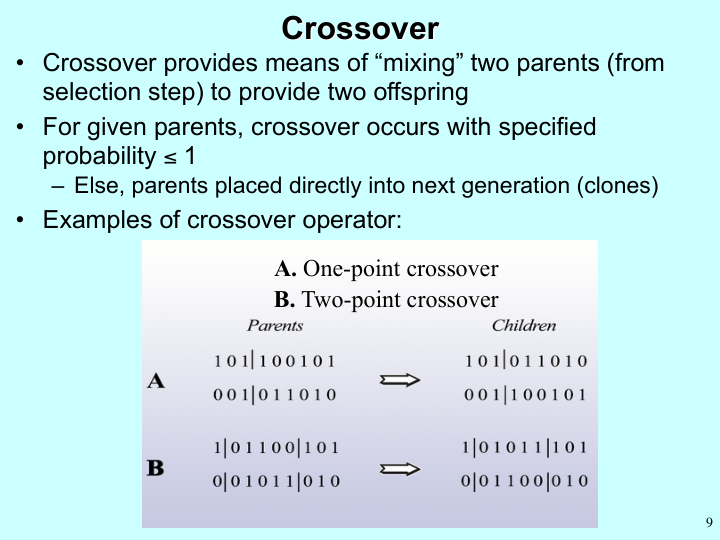 Crossover
• Crossover provides means of “mixing” two parents (from
selection step) to provide two offspring
• For given parents, crossover occurs with specified
probability ≤ 1
– Else, parents placed directly into next generation (clones)
• Examples of crossover operator:
A. One-point crossover
B. Two-point crossover
Parents Children
1 0 1|1 0 0 1 0 1 1 0 1|0 1 1 0 1 0
A
0 0 1|0 1 1 0 1 0 0 0 1|1 0 0 1 0 1
1|0 1 1 0 0|1 0 1 1|0 1 0 1 1|1 0 1
B
0|0 1 0 1 1|0 1 0 0|0 1 1 0 0|0 1 0
9